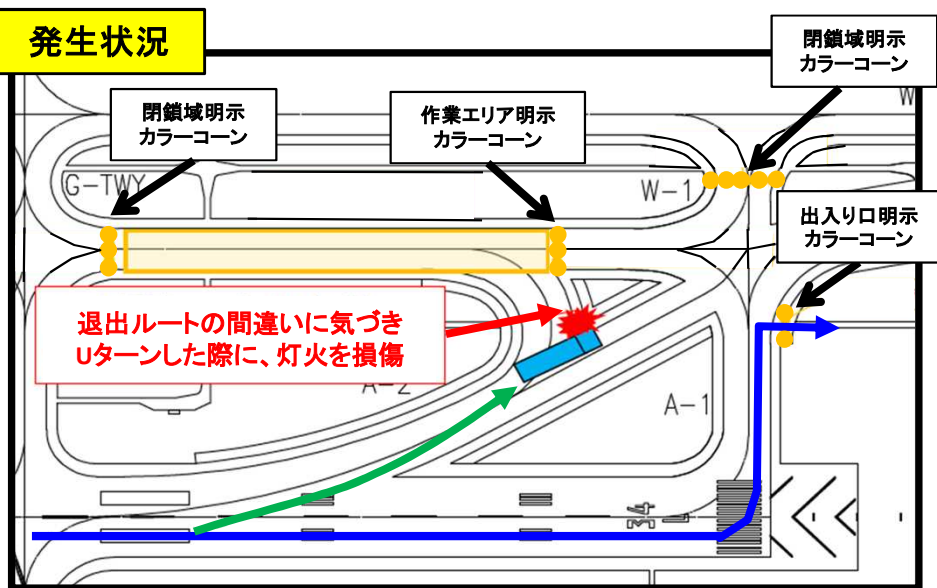 発生状況
閉鎖域明示
カラーコーン
閉鎖域明示
カラーコーン
作業エリア明示
カラーコーン
W
G-TWY
W-1
出入り口明示
カラーコーン
退出ルートの間違いに気づき
Uターンした際に、灯火を損傷
A-2
A-1
34
L